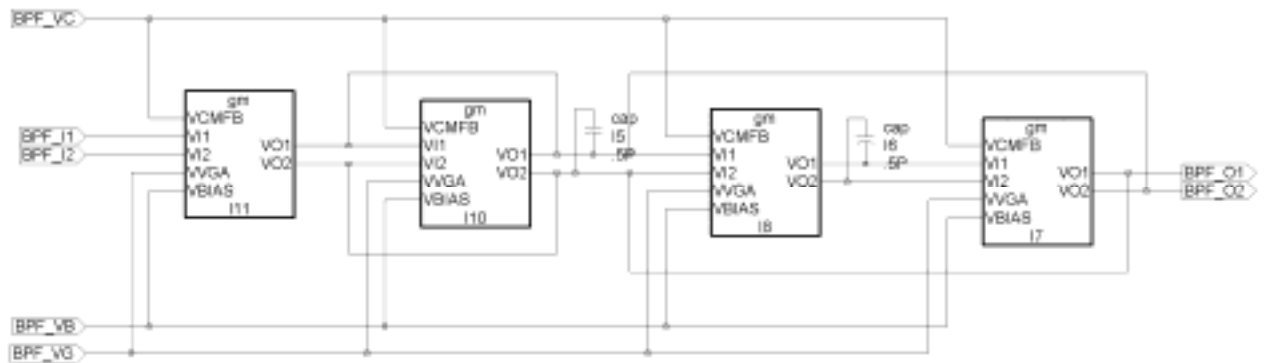 BPF_VC
gm
VCMFB
VI1
VI2
VVGA
VBIAS
VO1
VO2
I11
BPF_I1
BPF_I2
gm
VCMFB
VI1
VI2
VVGA
VBIAS
VO1
VO2
I10
cap
I5
.5P
gm
VCMFB
VI1
VI2
VVGA
VBIAS
VO1
VO2
I8
cap
I6
.5P
gm
VCMFB
VI1
VI2
VVGA
VBIAS
VO1
VO2
I7
BPF_O1
BPF_O2
BPF_VB
BPF_VG